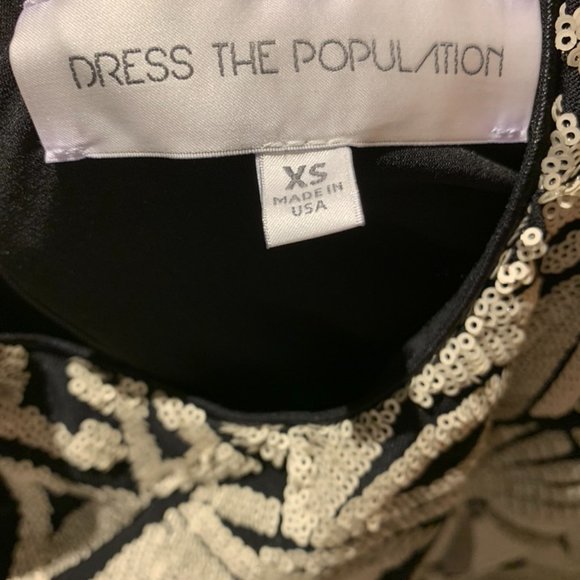 DRESS THE POPULATION
XS
MADE IN
USA